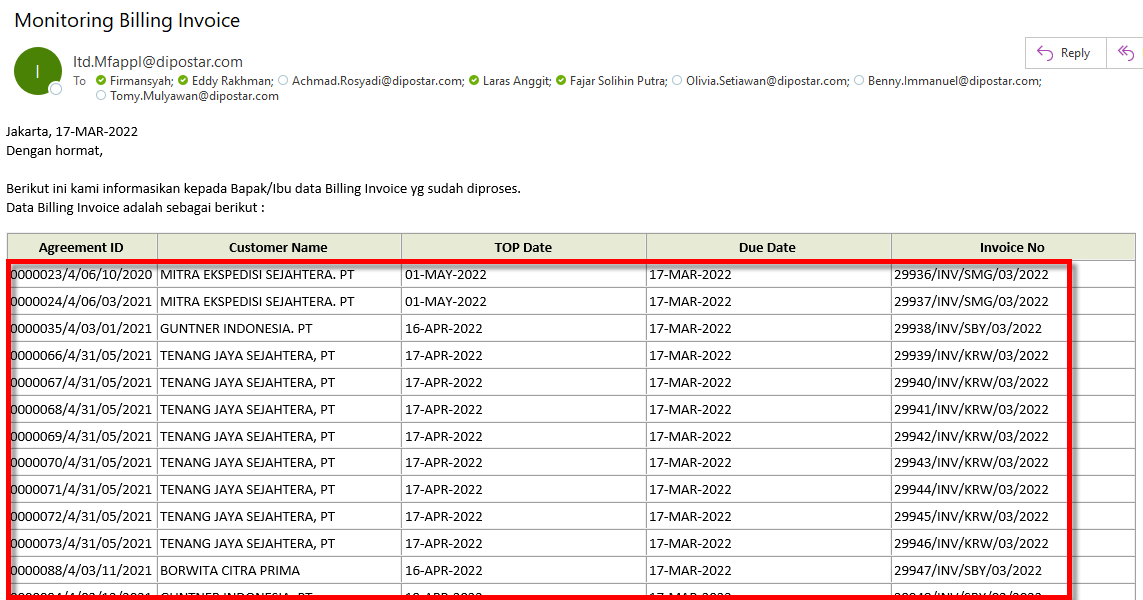 Monitoring Billing Invoice
I
ltd.Mfappl@dipostar.com
Reply
To Firmansyah; Eddy Rakhman; Achmad.Rosyadi@dipostar.com; Laras Anggit; Fajar Solihin Putra; Olivia.Setiawan@dipostar.com; Benny.Immanuel@dipostar.com;
Tomy.Mulyawan@dipostar.com
Jakarta, 17-MAR-2022
Dengan hormat,
Berikut ini kami informasikan kepada Bapak/Ibu data Billing Invoice yg sudah diproses.
Data Billing Invoice adalah sebagai berikut :
Agreement ID Customer Name TOP Date Due Date Invoice No
0000023/4/06/10/2020 MITRA EKSPEDISI SEJAHTERA. PT 01-MAY-2022 17-MAR-2022 29936/INV/SMG/03/2022
0000024/4/06/03/2021 MITRA EKSPEDISI SEJAHTERA. PT 01-MAY-2022 17-MAR-2022 29937/INV/SMG/03/2022
0000035/4/03/01/2021 GUNTNER INDONESIA. PT 16-APR-2022 17-MAR-2022 29938/INV/SBY/03/2022
0000066/4/31/05/2021 TENANG JAYA SEJAHTERA, PT 17-APR-2022 17-MAR-2022 29939/INV/KRW/03/2022
0000067/4/31/05/2021 TENANG JAYA SEJAHTERA, PT 17-APR-2022 17-MAR-2022 29940/INV/KRW/03/2022
0000068/4/31/05/2021 TENANG JAYA SEJAHTERA, PT 17-APR-2022 17-MAR-2022 29941/INV/KRW/03/2022
0000069/4/31/05/2021 TENANG JAYA SEJAHTERA, PT 17-APR-2022 17-MAR-2022 29942/INV/KRW/03/2022
0000070/4/31/05/2021 TENANG JAYA SEJAHTERA, PT 17-APR-2022 17-MAR-2022 29943/INV/KRW/03/2022
0000071/4/31/05/2021 TENANG JAYA SEJAHTERA, PT 17-APR-2022 17-MAR-2022 29944/INV/KRW/03/2022
0000072/4/31/05/2021 TENANG JAYA SEJAHTERA, PT 17-APR-2022 17-MAR-2022 29945/INV/KRW/03/2022
0000073/4/31/05/2021 TENANG JAYA SEJAHTERA, PT 17-APR-2022 17-MAR-2022 29946/INV/KRW/03/2022
0000088/4/03/11/2021 BORWITA CITRA PRIMA 16-APR-2022 17-MAR-2022 29947/INV/SBY/03/2022